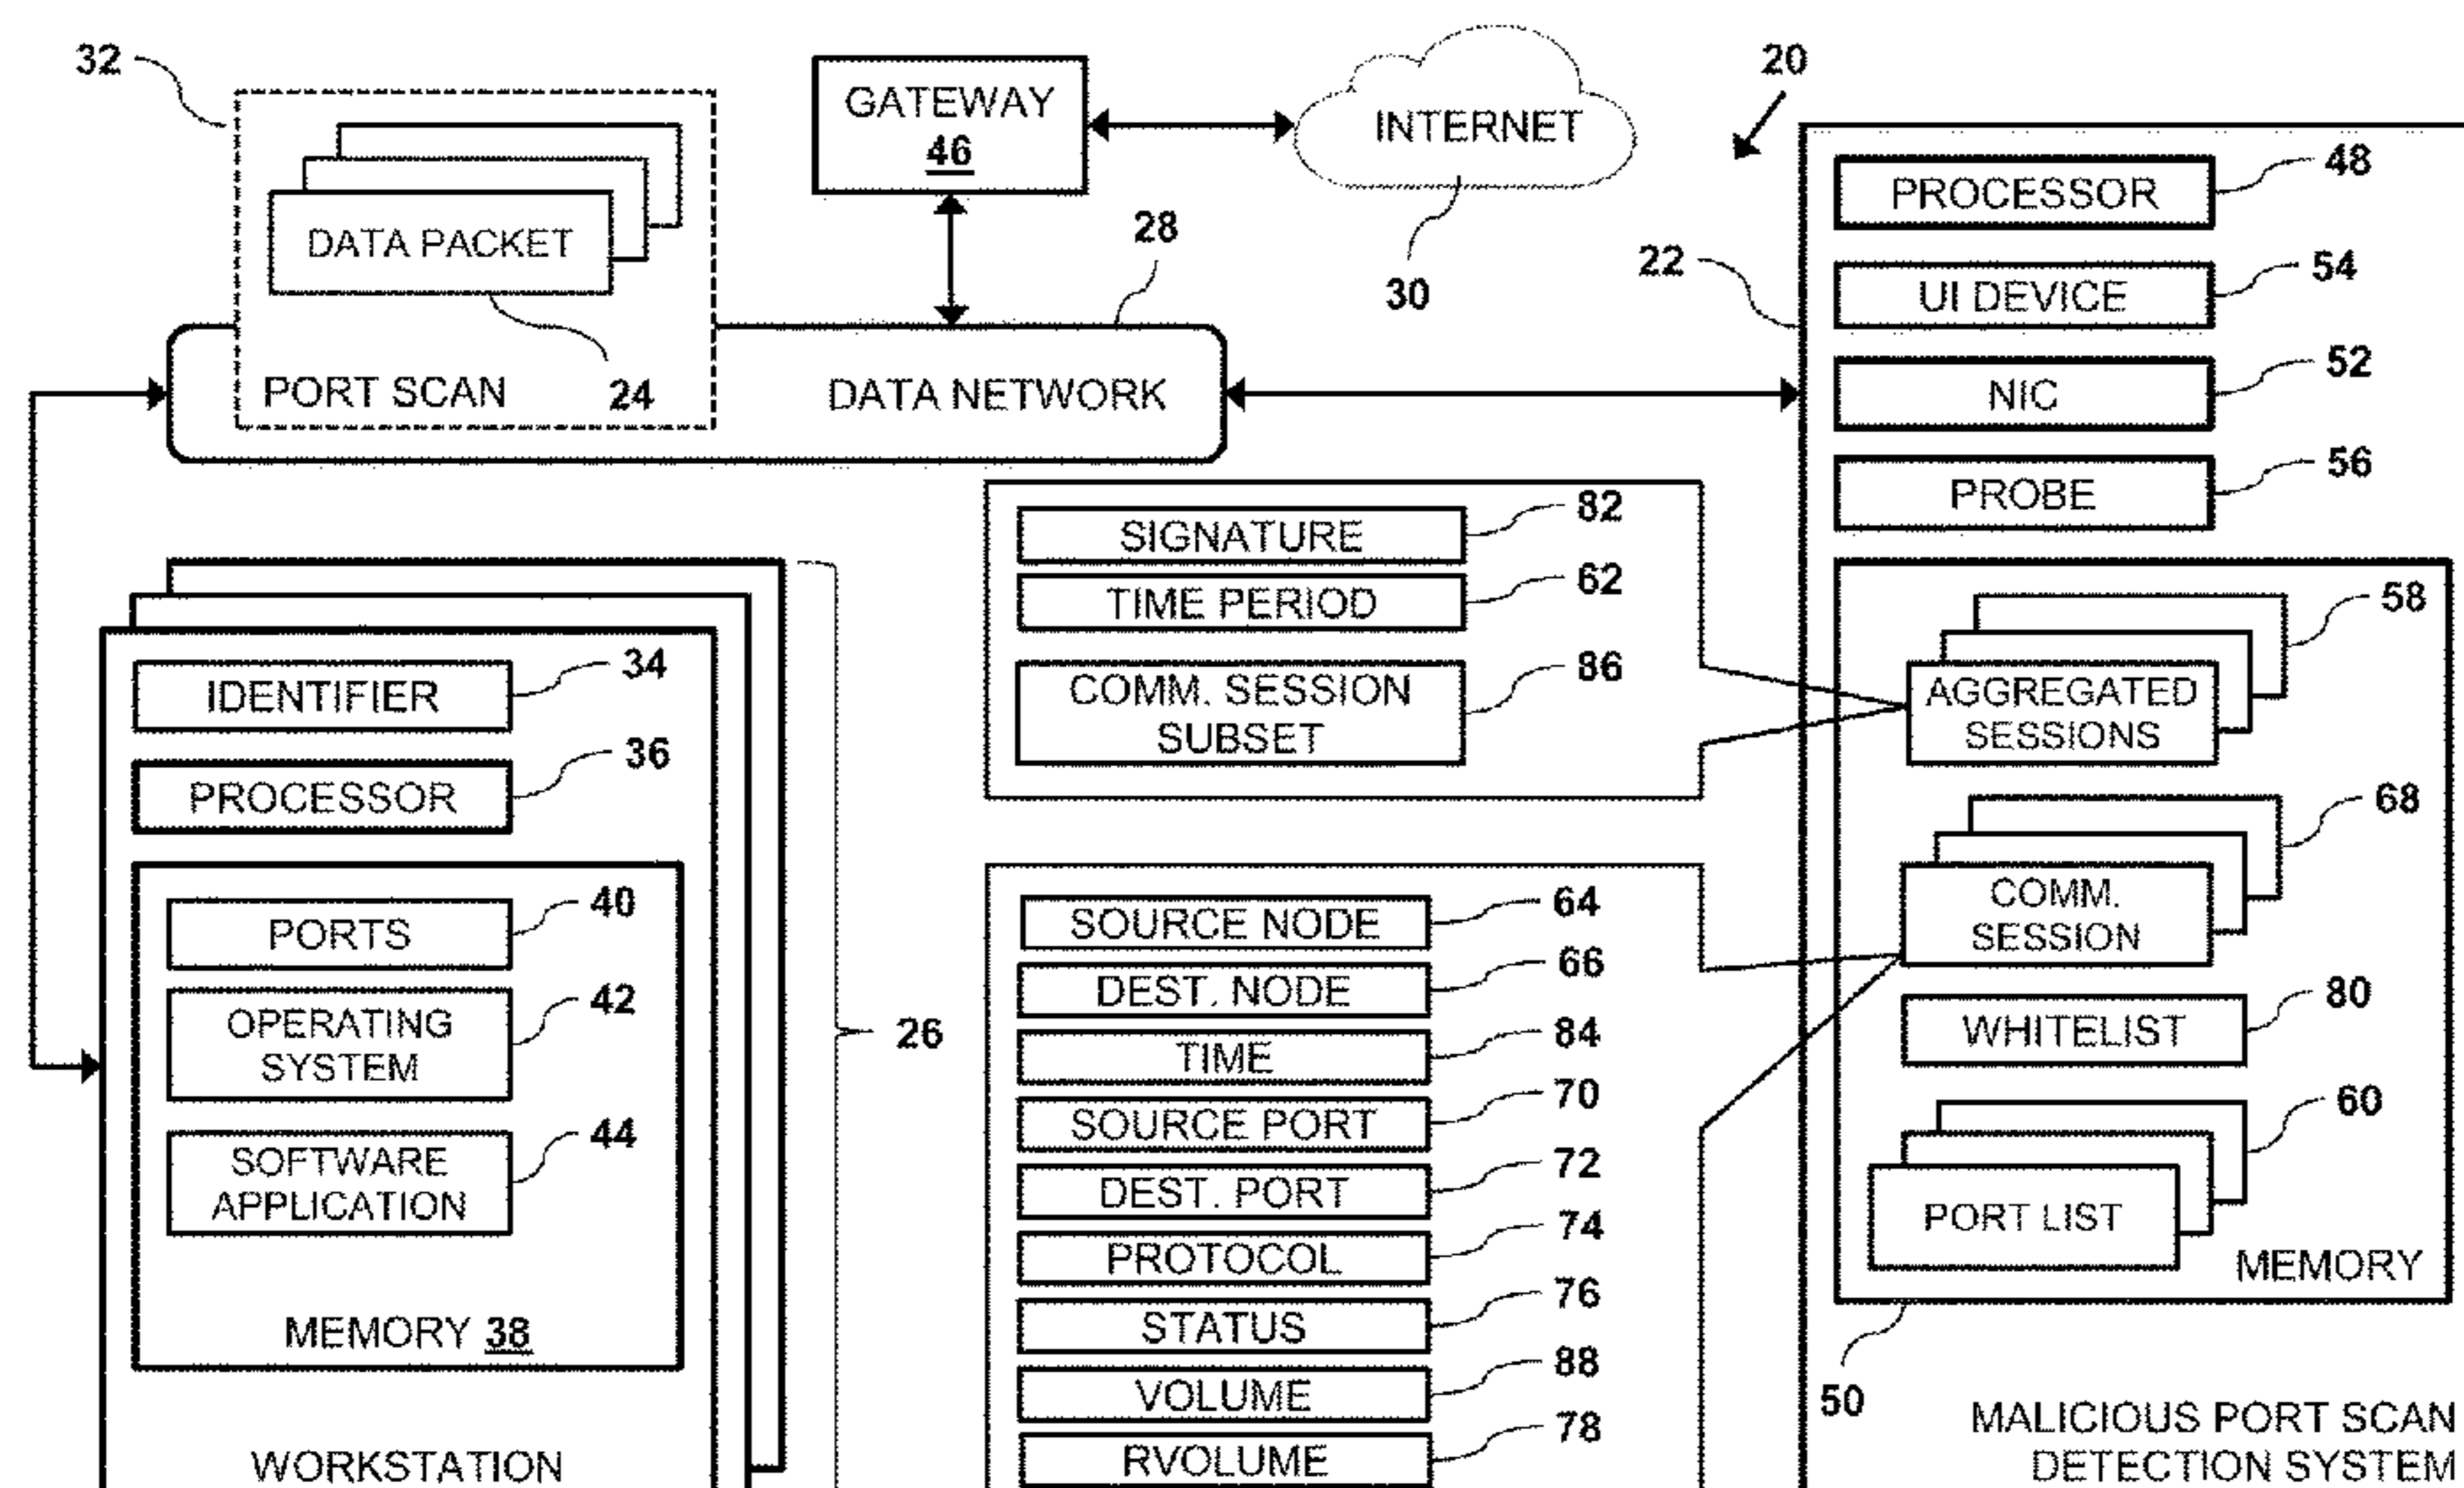 32
GATEWAY
46
INTERNET
30
20
DATA PACKET
24
PORT SCAN
DATA NETWORK
28
22
PROCESSOR
48
UI DEVICE
54
NIC
52
PROBE
56
SIGNATURE
82
TIME PERIOD
62
COMM. SESSION
SUBSET
86
AGGREGATED
SESSIONS
58
COMM.
SESSION
68
WHITELIST
80
PORT LIST
60
MEMORY
50
MALICIOUS PORT SCAN
DETECTION SYSTEM
IDENTIFIER
34
PROCESSOR
36
PORTS
40
OPERATING
SYSTEM
42
SOFTWARE
APPLICATION
44
MEMORY 38
WORKSTATION
26
SOURCE NODE
64
DEST. NODE
66
TIME
84
SOURCE PORT
70
DEST. PORT
72
PROTOCOL
74
STATUS
76
VOLUME
88
RVOLUME
78